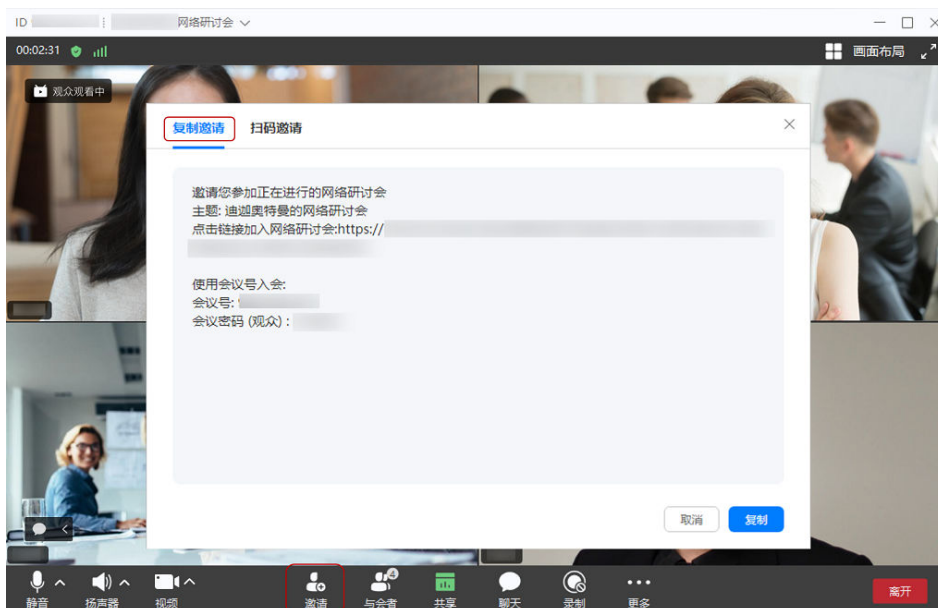 ID
网络研讨会
00:02:31
画面布局
观众观看中
复制邀请 扫码邀请
邀请您参加正在进行的网络研讨会
主题: 迪迦奥特曼的网络研讨会
点击链接加入网络研讨会:https://
使用会议号入会:
会议号:
会议密码 (观众) :
取消 复制
4
静音 扬声器 视频 邀请 与会者 共享 聊天 录制 更多 离开